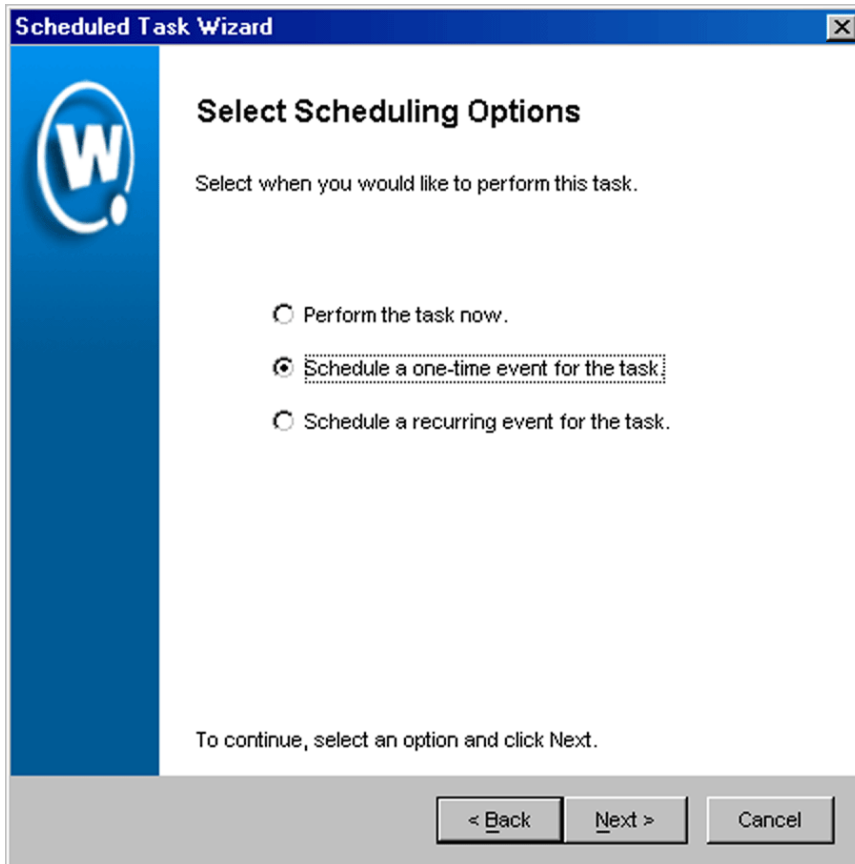 Scheduled Task Wizard
W
Select Scheduling Options
Select when you would like to perform this task.
Perform the task now.
Schedule a one-time event for the task.
Schedule a recurring event for the task.
To continue, select an option and click Next.
< Back Next > Cancel